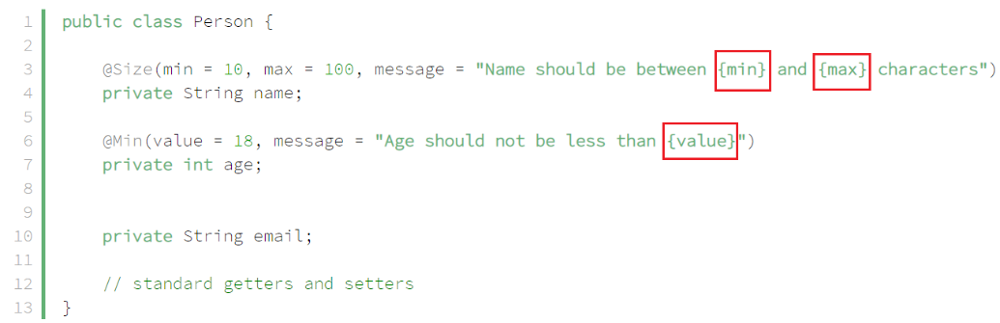 1 public class Person {
2
3 @Size(min = 10, max = 100, message = "Name should be between {min} and {max} characters")
4 private String name;
5
6 @Min(value = 18, message = "Age should not be less than {value}")
7 private int age;
8
9
10 private String email;
11
12 // standard getters and setters
13 }